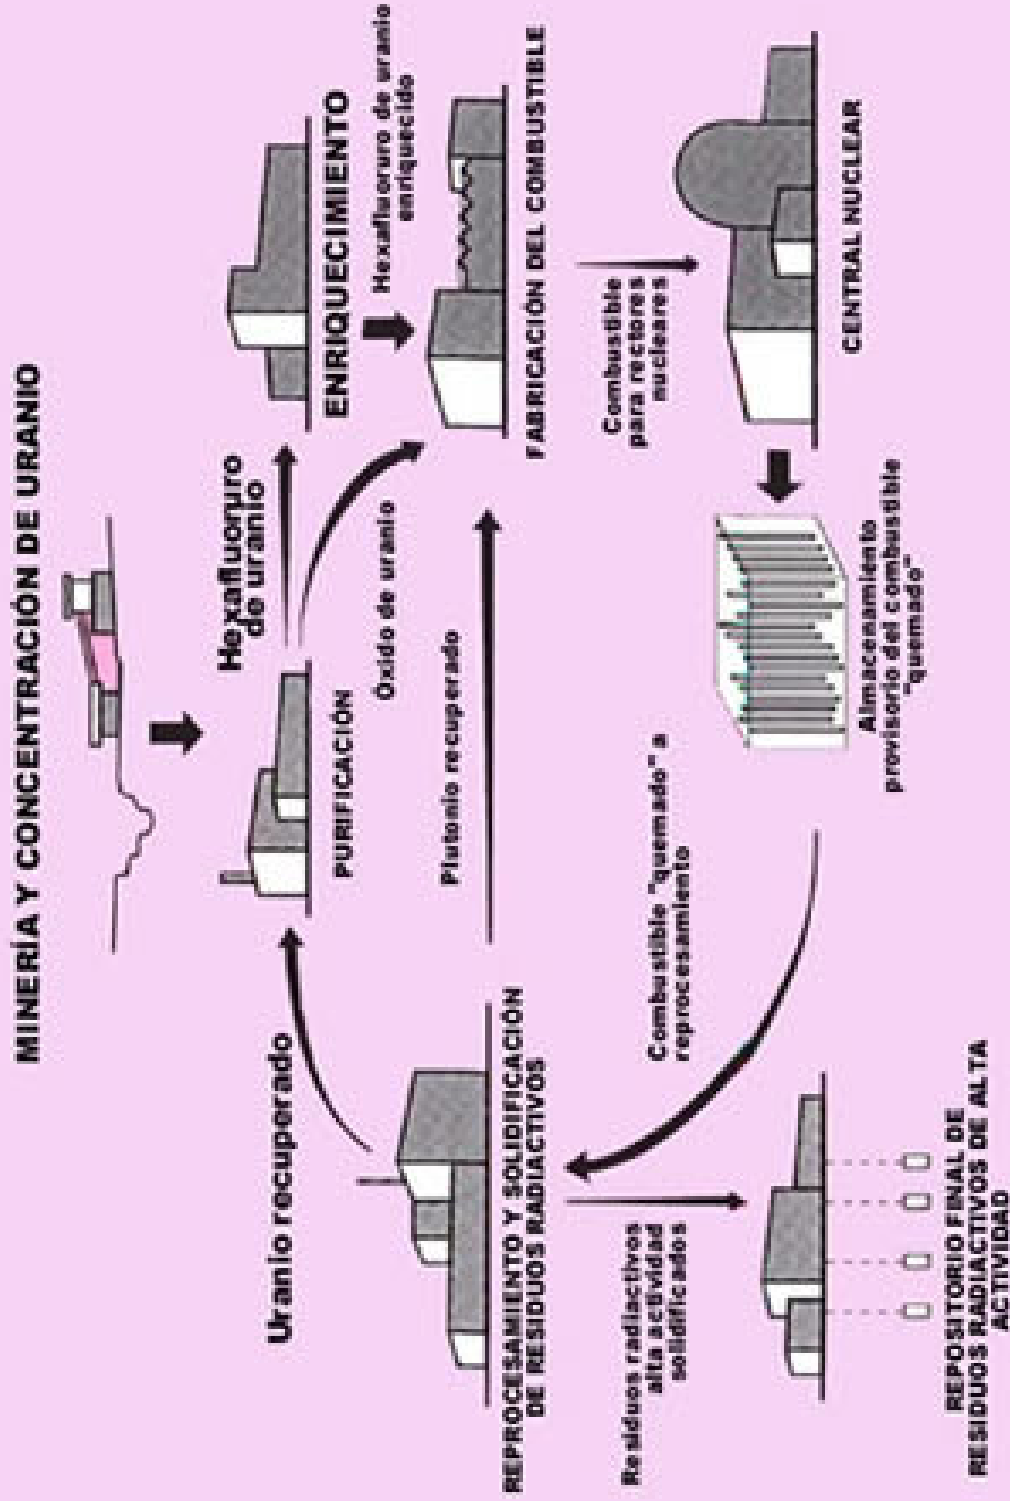 MINERÍA Y CONCENTRACIÓN DE URANIO
Hexafluoruro
de uranio
ENRIQUECIMIENTO
Hexafluoruro de uranio
enriquecido
PURIFICACIÓN
Óxido de uranio
Uranio recuperado
Plutonio recuperado
FABRICACIÓN DEL COMBUSTIBLE
REPROCESAMIENTO Y SOLIDIFICACIÓN
DE RESIDUOS RADIACTIVOS
Combustible
para rectores
nucleares
Combustible "quemado" a
reprocesamiento
Residuos radiactivos
alta actividad
solidificados
CENTRAL NUCLEAR
Almacenamiento
provisorio del combustible
"quemado"
REPOSITORIO FINAL DE
RESIDUOS RADIACTIVOS DE ALTA
ACTIVIDAD